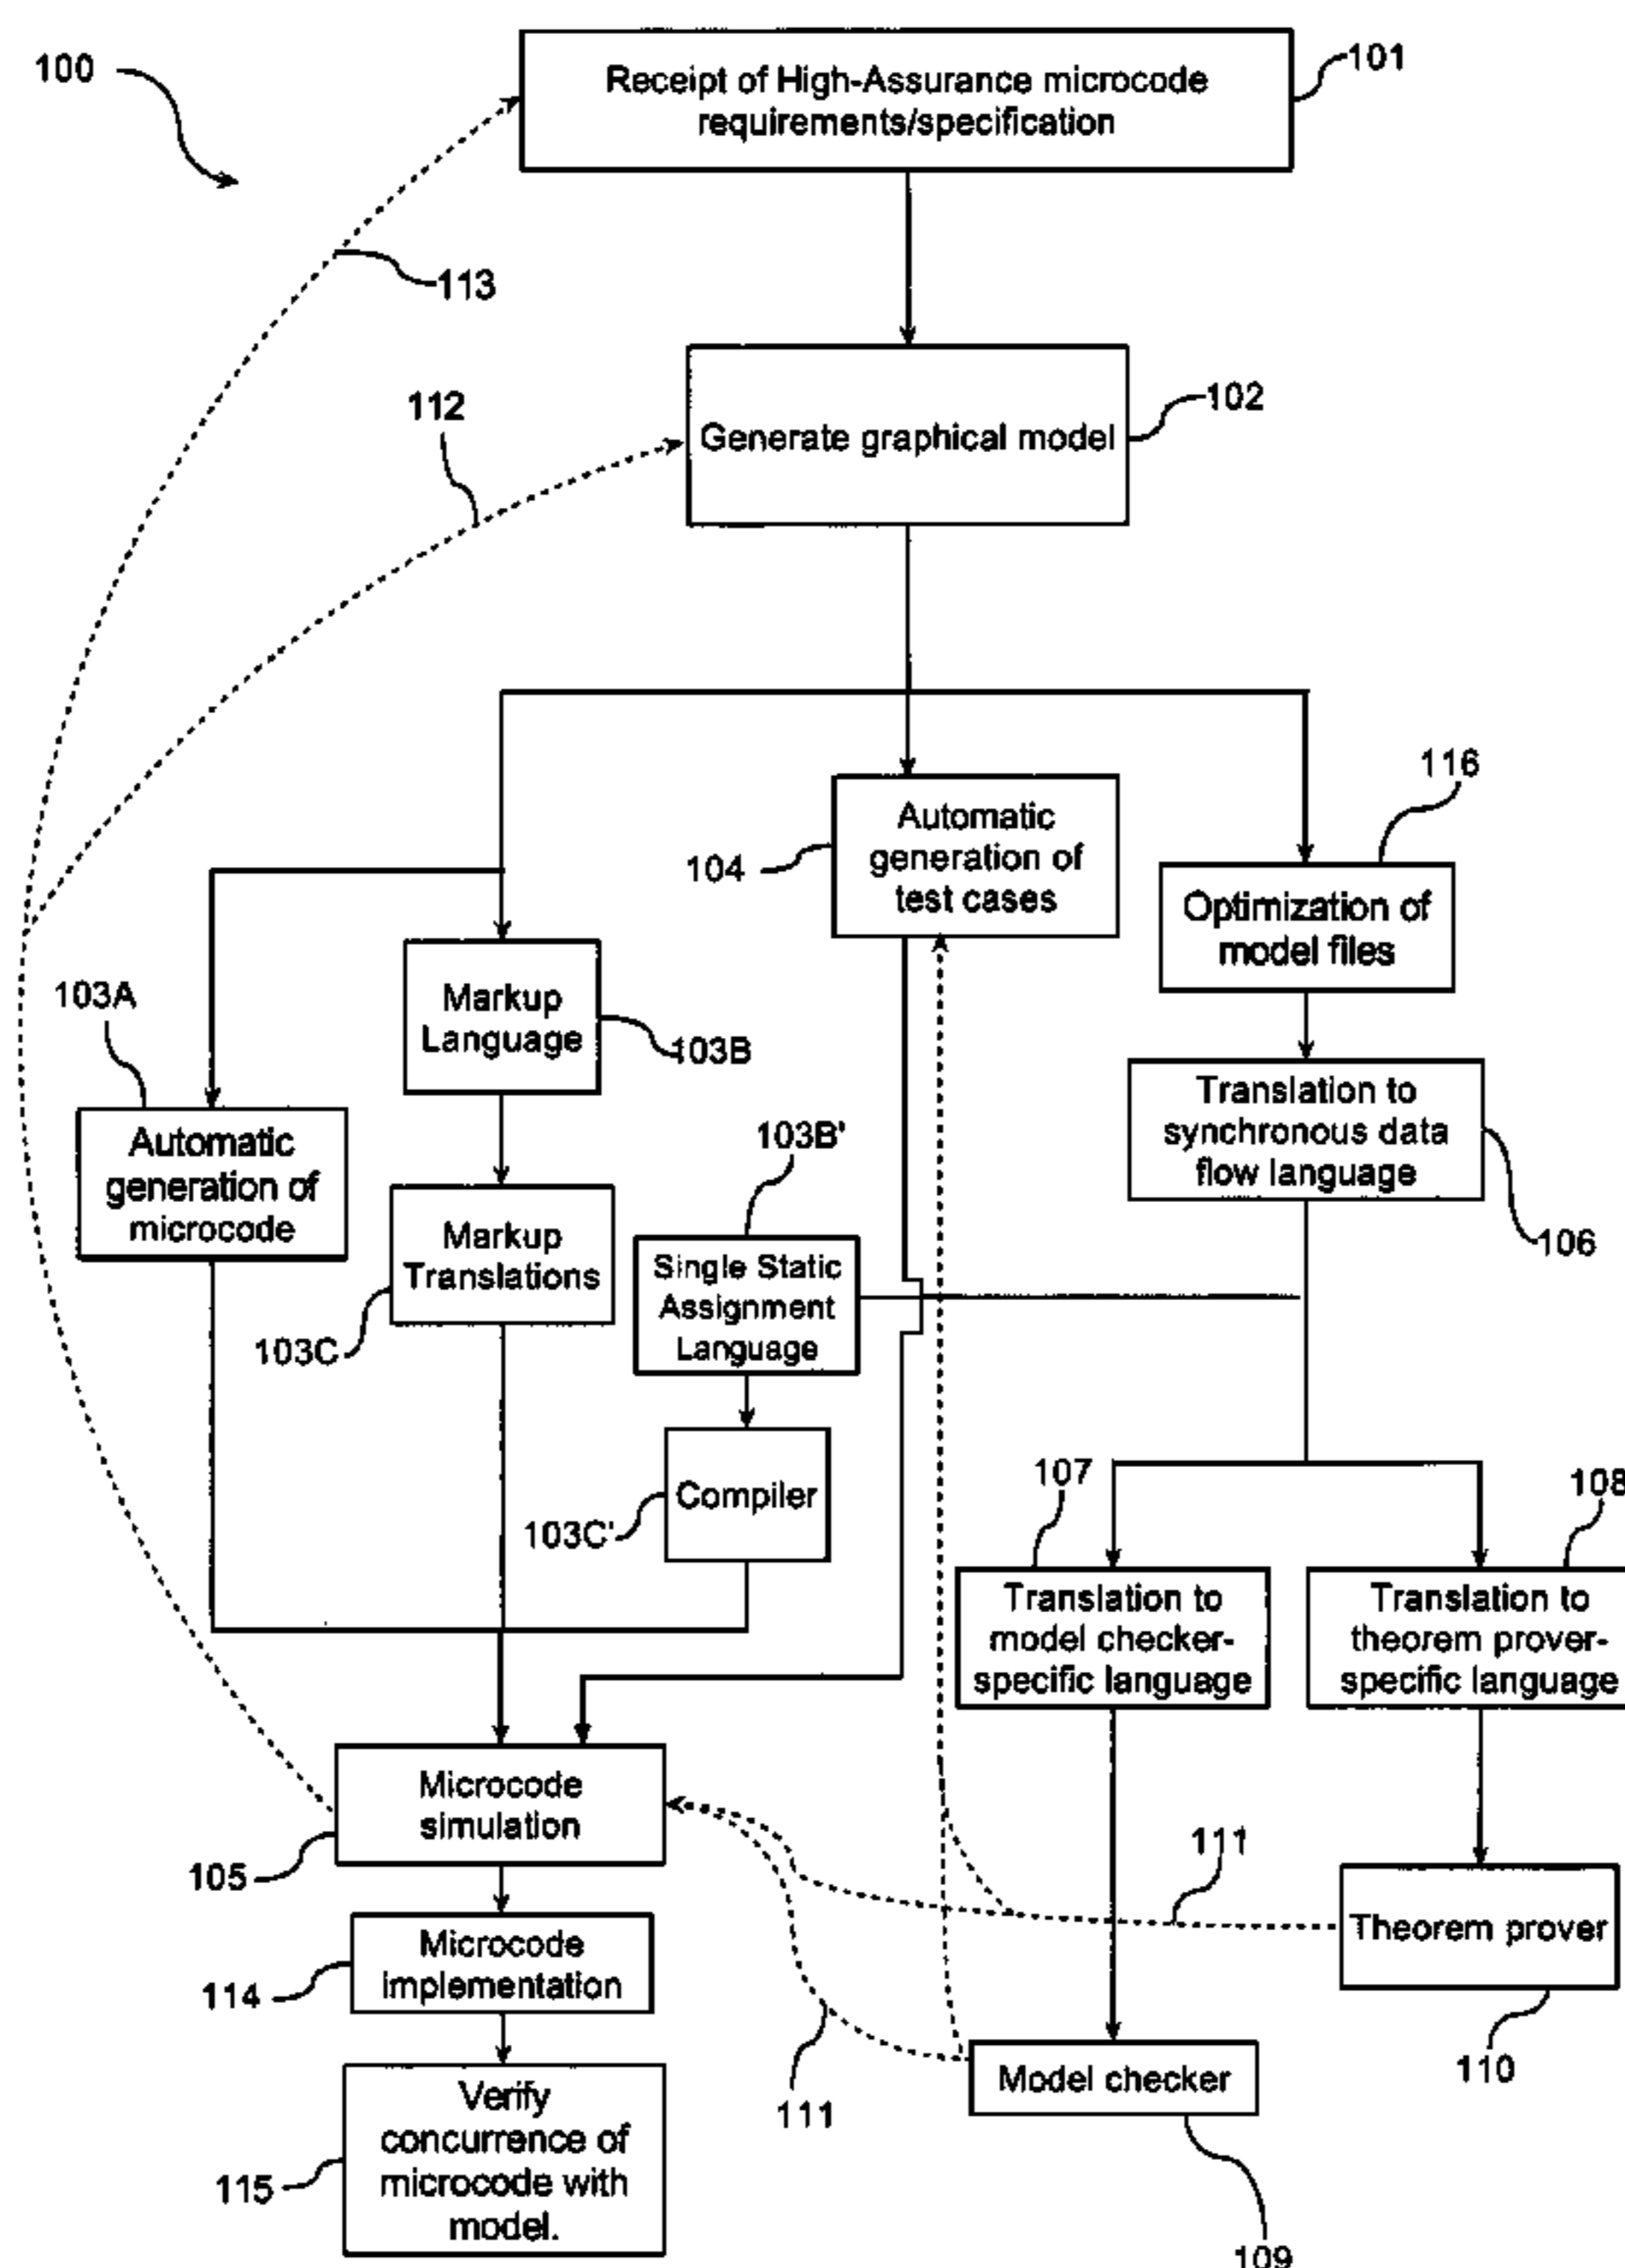 100
Receipt of High-Assurance microcode
requirements/specification
101
113
112
Generate graphical model
102
116
104
Automatic
generation of
test cases
Optimization of
model files
103A
Markup
Language
103B
Automatic
generation of
microcode
103B'
Translation to
synchronous data
flow language
106
Markup
Translations
103C
Single Static
Assignment
Language
Compiler
103C'
107
108
Translation to
model checker-
specific language
Translation to
theorem prover-
specific language
Microcode
simulation
105
111
Theorem prover
110
Microcode
implementation
114
111
Model checker
109
Verify
concurrence of
microcode with
model.
115